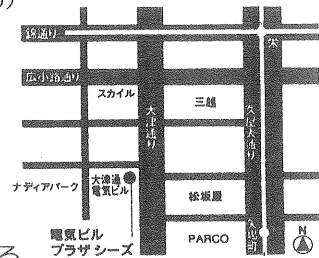 の)
錦通り
栄
広小路通り
スカイル
三越
大津通り
久屋大通り
ナディアパーク
大津通
電気ビル
松坂屋
電気ビル
プラザ シーズ
PARCO
矢場町
N
る